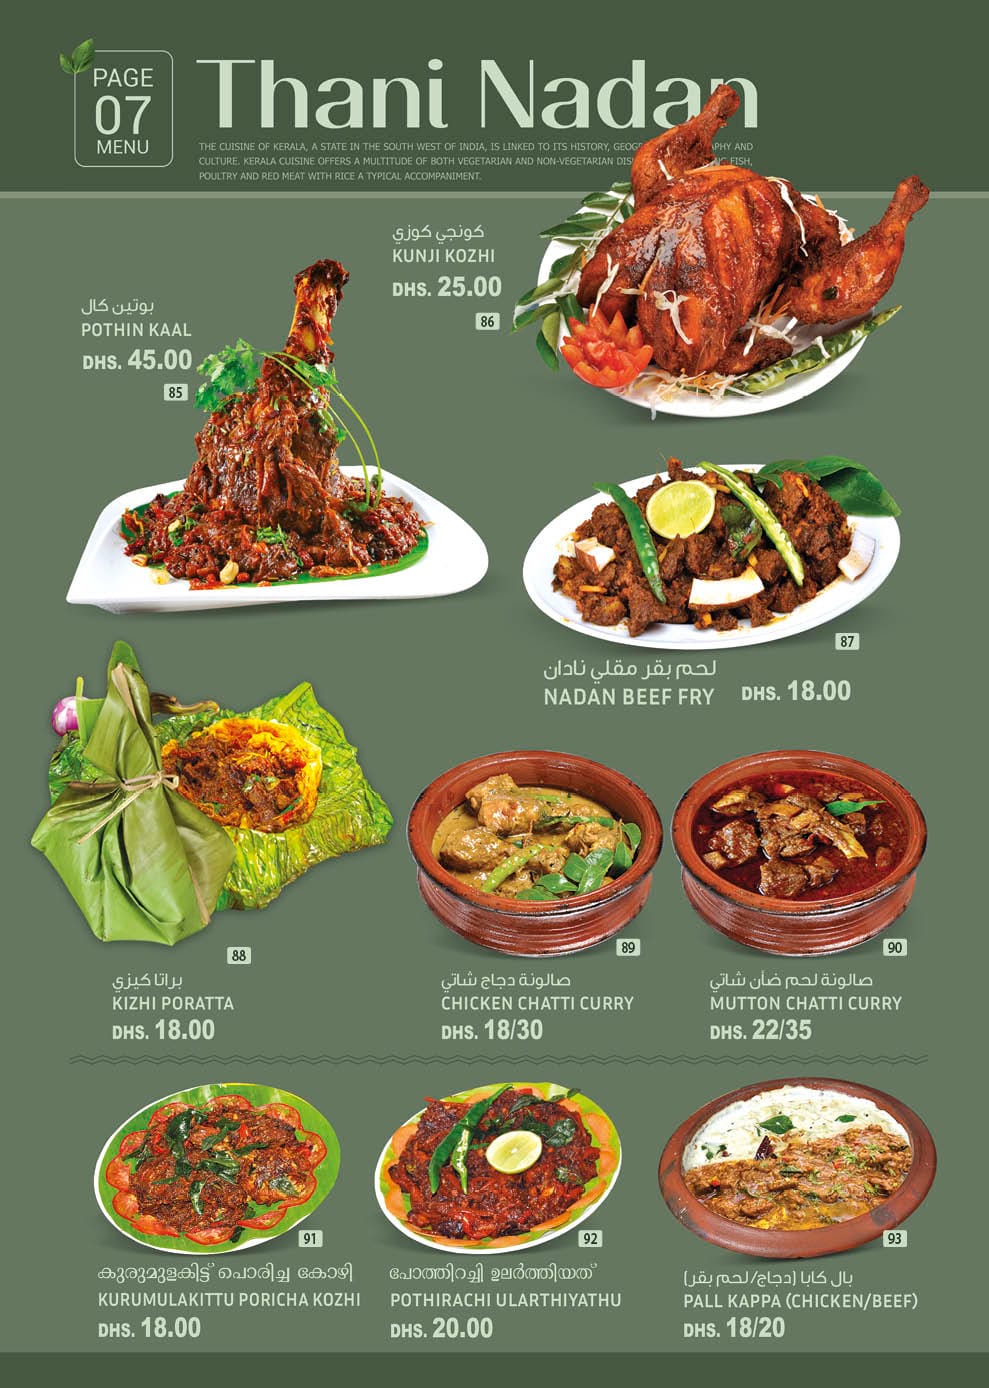 PAGE
07
MENU
Thani Nadan
THE CUISINE OF KERALA, A STATE IN THE SOUTH WEST OF INDIA, IS LINKED TO ITS HISTORY, AND
CULTURE. KERALA CUISINE OFFERS A MULTITUDE OF BOTH VEGETARIAN AND NON-VEGETARIAN FISH,
POULTRY AND RED MEAT WITH RICE A TYPICAL ACCOMPANIMENT.
كونجي كوزي
KUNJI KOZHI
DHS. 25.00
86
بوتين كال
POTHIN KAAL
DHS. 45.00
85
87
لحم بقر مقلي نادان
NADAN BEEF FRY DHS. 18.00
88
براتا كيزي
KIZHI PORATTA
DHS. 18.00
89
صالونة دجاج شاتي
CHICKEN CHATTI CURRY
DHS. 18/30
90
صالونة لحم ضأن شاتي
MUTTON CHATTI CURRY
DHS. 22/35
91
കുരുമുളകിട്ട് പൊരിച്ച കോഴി
KURUMULAKITTU PORICHA KOZHI
DHS. 18.00
92
പോത്തിറച്ചി ഉലർത്തിയത്
POTHIRACHI ULARTHIYATHU
DHS. 20.00
93
بال كابا (دجاج/لحم بقر)
PALL KAPPA (CHICKEN/BEEF)
DHS. 18/20